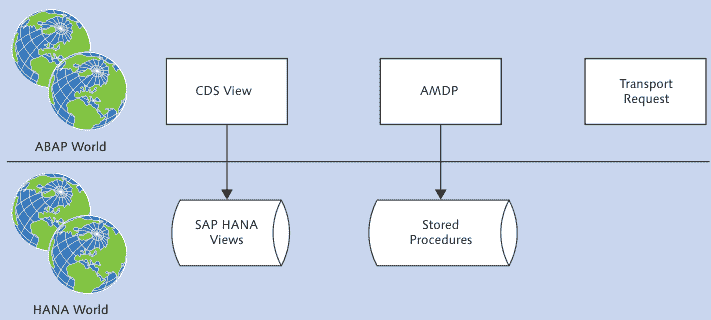 CDS View
AMDP
Transport
Request
ABAP World
SAP HANA
Views
Stored
Procedures
HANA World